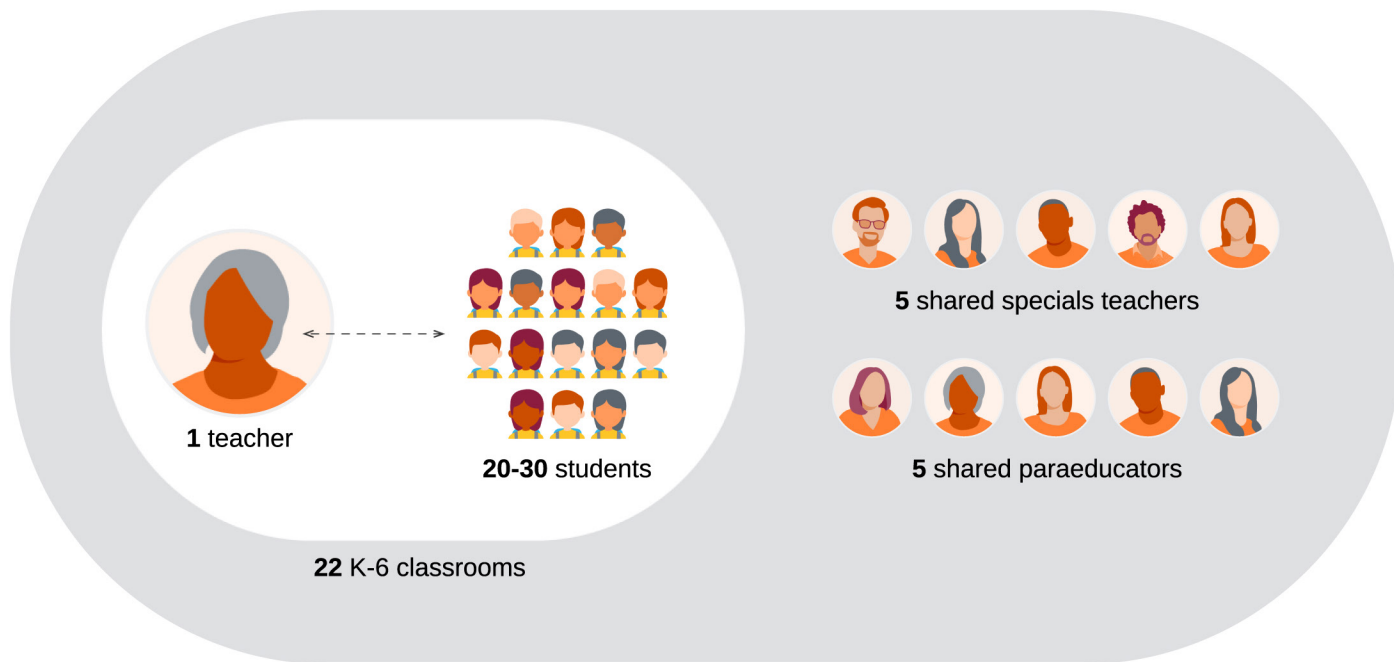 1 teacher
20-30 students
22 K-6 classrooms
5 shared specials teachers
5 shared paraeducators